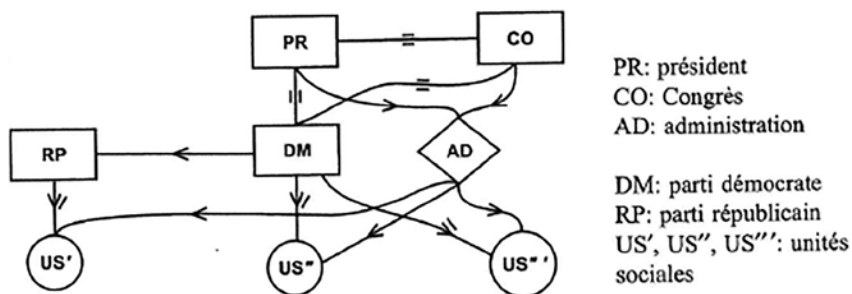 PR
CO
RP
DM
AD
US'
US"
US"'
PR: président
CO: Congrès
AD: administration
DM: parti démocrate
RP: parti républicain
US', US", US"': unités
sociales